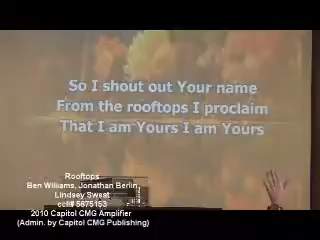 So I shout out Your name
From the rooftops I proclaim
That I am Yours I am Yours
Rooftops
Ben Williams, Jonathan Berlin,
Lindsey Sweat
ccli# 5675153
2010 Capitol CMG Amplifier
(Admin. by Capitol CMG Publishing)